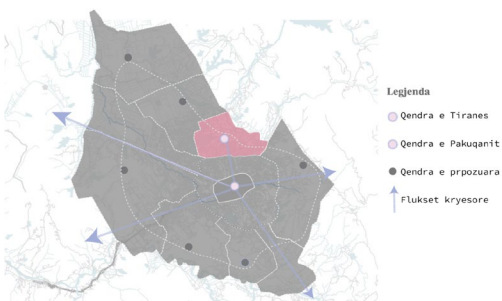 Legjenda
Qendra e Tiranes
Qendra e Pakuqanit
Qendra e prpozuara
Flukset kryesore